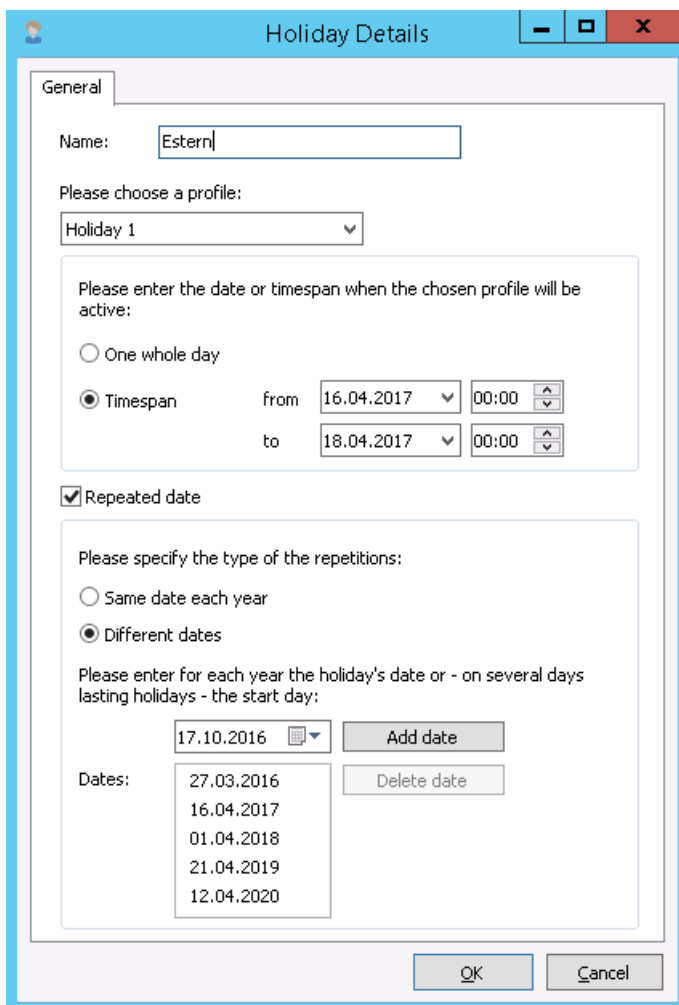 Holiday Details
General
Name: Estern
Please choose a profile:
Holiday 1
Please enter the date or timespan when the chosen profile will be
active:
One whole day
Timespan from 16.04.2017 00:00
to 18.04.2017 00:00
Repeated date
Please specify the type of the repetitions:
Same date each year
Different dates
Please enter for each year the holiday's date or - on several days
lasting holidays - the start day:
17.10.2016 Add date
Dates: 27.03.2016 Delete date
16.04.2017
01.04.2018
21.04.2019
12.04.2020
OK Cancel